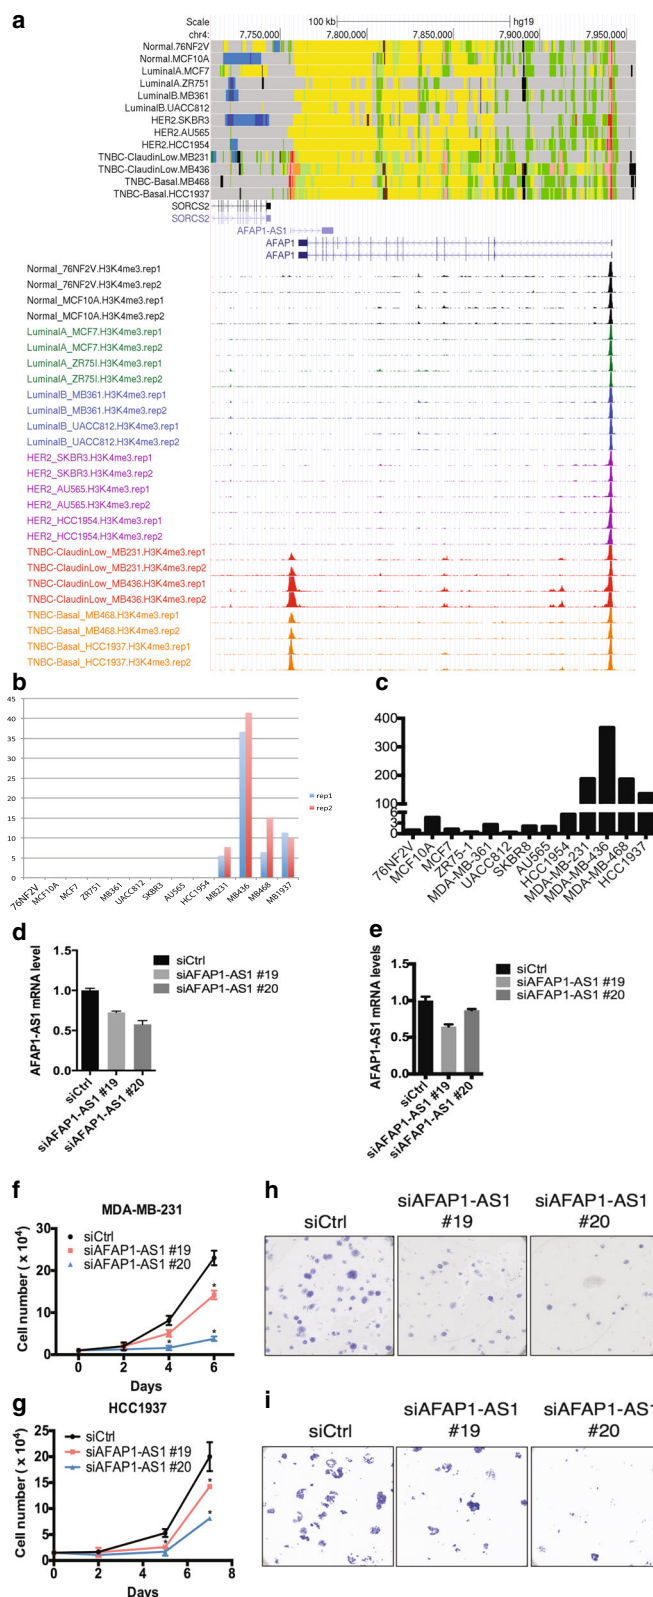 a
Scale 100 kb hg19
chr4: 7,750,000 7,800,000 7,850,000 7,900,000 7,950,000
Normal.76NF2V
Normal.MCF10A
LuminalA.MCF7
LuminalA.ZR751
LuminalB.MB361
LuminalB.UACC812
HER2.SKBR3
HER2.AU565
HER2.HCC1954
TNBC-ClaudinLow.MB231
TNBC-ClaudinLow.MB436
TNBC-Basal.MB468
TNBC-Basal.HCC1937
SORCS2
SORCS2
AFAP1-AS1
AFAP1
AFAP1
Normal_76NF2V.H3K4me3.rep1
Normal_76NF2V.H3K4me3.rep2
Normal_MCF10A.H3K4me3.rep1
Normal_MCF10A.H3K4me3.rep2
LuminalA_MCF7.H3K4me3.rep1
LuminalA_MCF7.H3K4me3.rep2
LuminalA_ZR75I.H3K4me3.rep1
LuminalA_ZR75I.H3K4me3.rep2
LuminalB_MB361.H3K4me3.rep1
LuminalB_MB361.H3K4me3.rep2
LuminalB_UACC812.H3K4me3.rep1
LuminalB_UACC812.H3K4me3.rep2
HER2_SKBR3.H3K4me3.rep1
HER2_SKBR3.H3K4me3.rep2
HER2_AU565.H3K4me3.rep1
HER2_AU565.H3K4me3.rep2
HER2_HCC1954.H3K4me3.rep1
HER2_HCC1954.H3K4me3.rep2
TNBC-ClaudinLow_MB231.H3K4me3.rep1
TNBC-ClaudinLow_MB231.H3K4me3.rep2
TNBC-ClaudinLow_MB436.H3K4me3.rep1
TNBC-ClaudinLow_MB436.H3K4me3.rep2
TNBC-Basal_MB468.H3K4me3.rep1
TNBC-Basal_MB468.H3K4me3.rep2
TNBC-Basal_HCC1937.H3K4me3.rep1
TNBC-Basal_HCC1937.H3K4me3.rep2
b
45
40
35
30
25
20
15
10
5
0
76NF2V MCF10A MCF7 ZR751 MB361 UACC812 SKBR3 AU565 HCC1954 MB231 MB436 MB468 MB1937
rep1
rep2
c
400
300
200
100
6
3
0
76NF2V MCF10A MCF7 ZR75-1 MDA-MB-361 UACC812 SKBR8 AU565 HCC1954 MDA-MB-231 MDA-MB-436 MDA-MB-468 HCC1937
d
AFAP1-AS1 mRNA level
1.5
1.0
0.5
0.0
siCtrl
siAFAP1-AS1 #19
siAFAP1-AS1 #20
siCtrl
siAFAP1-AS1 #19
siAFAP1-AS1 #20
e
AFAP1-AS1 mRNA levels
1.5
1.0
0.5
0.0
siCtrl
siAFAP1-AS1 #19
siAFAP1-AS1 #20
siCtrl
siAFAP1-AS1 #19
siAFAP1-AS1 #20
f
MDA-MB-231
Cell number ( x 10⁴)
30
20
10
0
siCtrl
siAFAP1-AS1 #19
siAFAP1-AS1 #20
* * *
*
0 2 4 6
Days
g
HCC1937
Cell number ( x 10⁴)
25
20
15
10
5
0
siCtrl
siAFAP1-AS1 #19
siAFAP1-AS1 #20
* * *
0 2 4 6 8
Days
h
siCtrl
siAFAP1-AS1
#19
siAFAP1-AS1
#20
i
siCtrl
siAFAP1-AS1
#19
siAFAP1-AS
#20